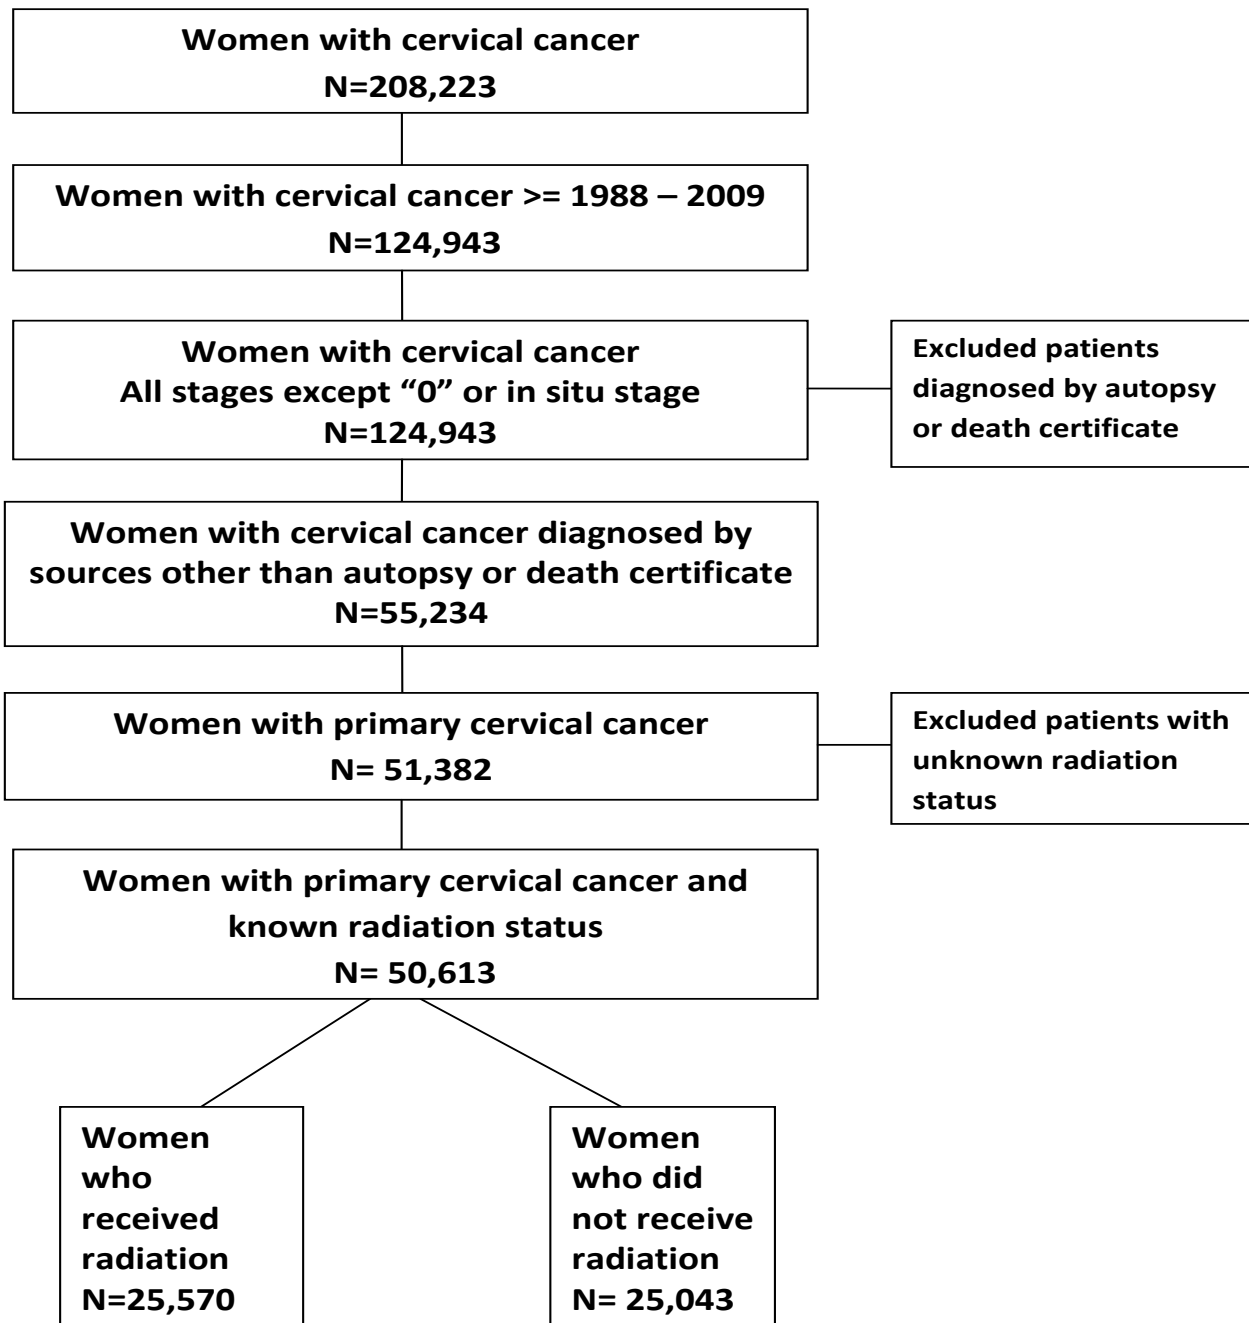 Women with cervical cancer
N=208,223
Women with cervical cancer >= 1988 – 2009
N=124,943
Women with cervical cancer
All stages except “0” or in situ stage
N=124,943
Excluded patients
diagnosed by autopsy
or death certificate
Women with cervical cancer diagnosed by
sources other than autopsy or death certificate
N=55,234
Women with primary cervical cancer
N= 51,382
Excluded patients with
unknown radiation
status
Women with primary cervical cancer and
known radiation status
N= 50,613
Women
who
received
radiation
N=25,570
Women
who did
not receive
radiation
N= 25,043